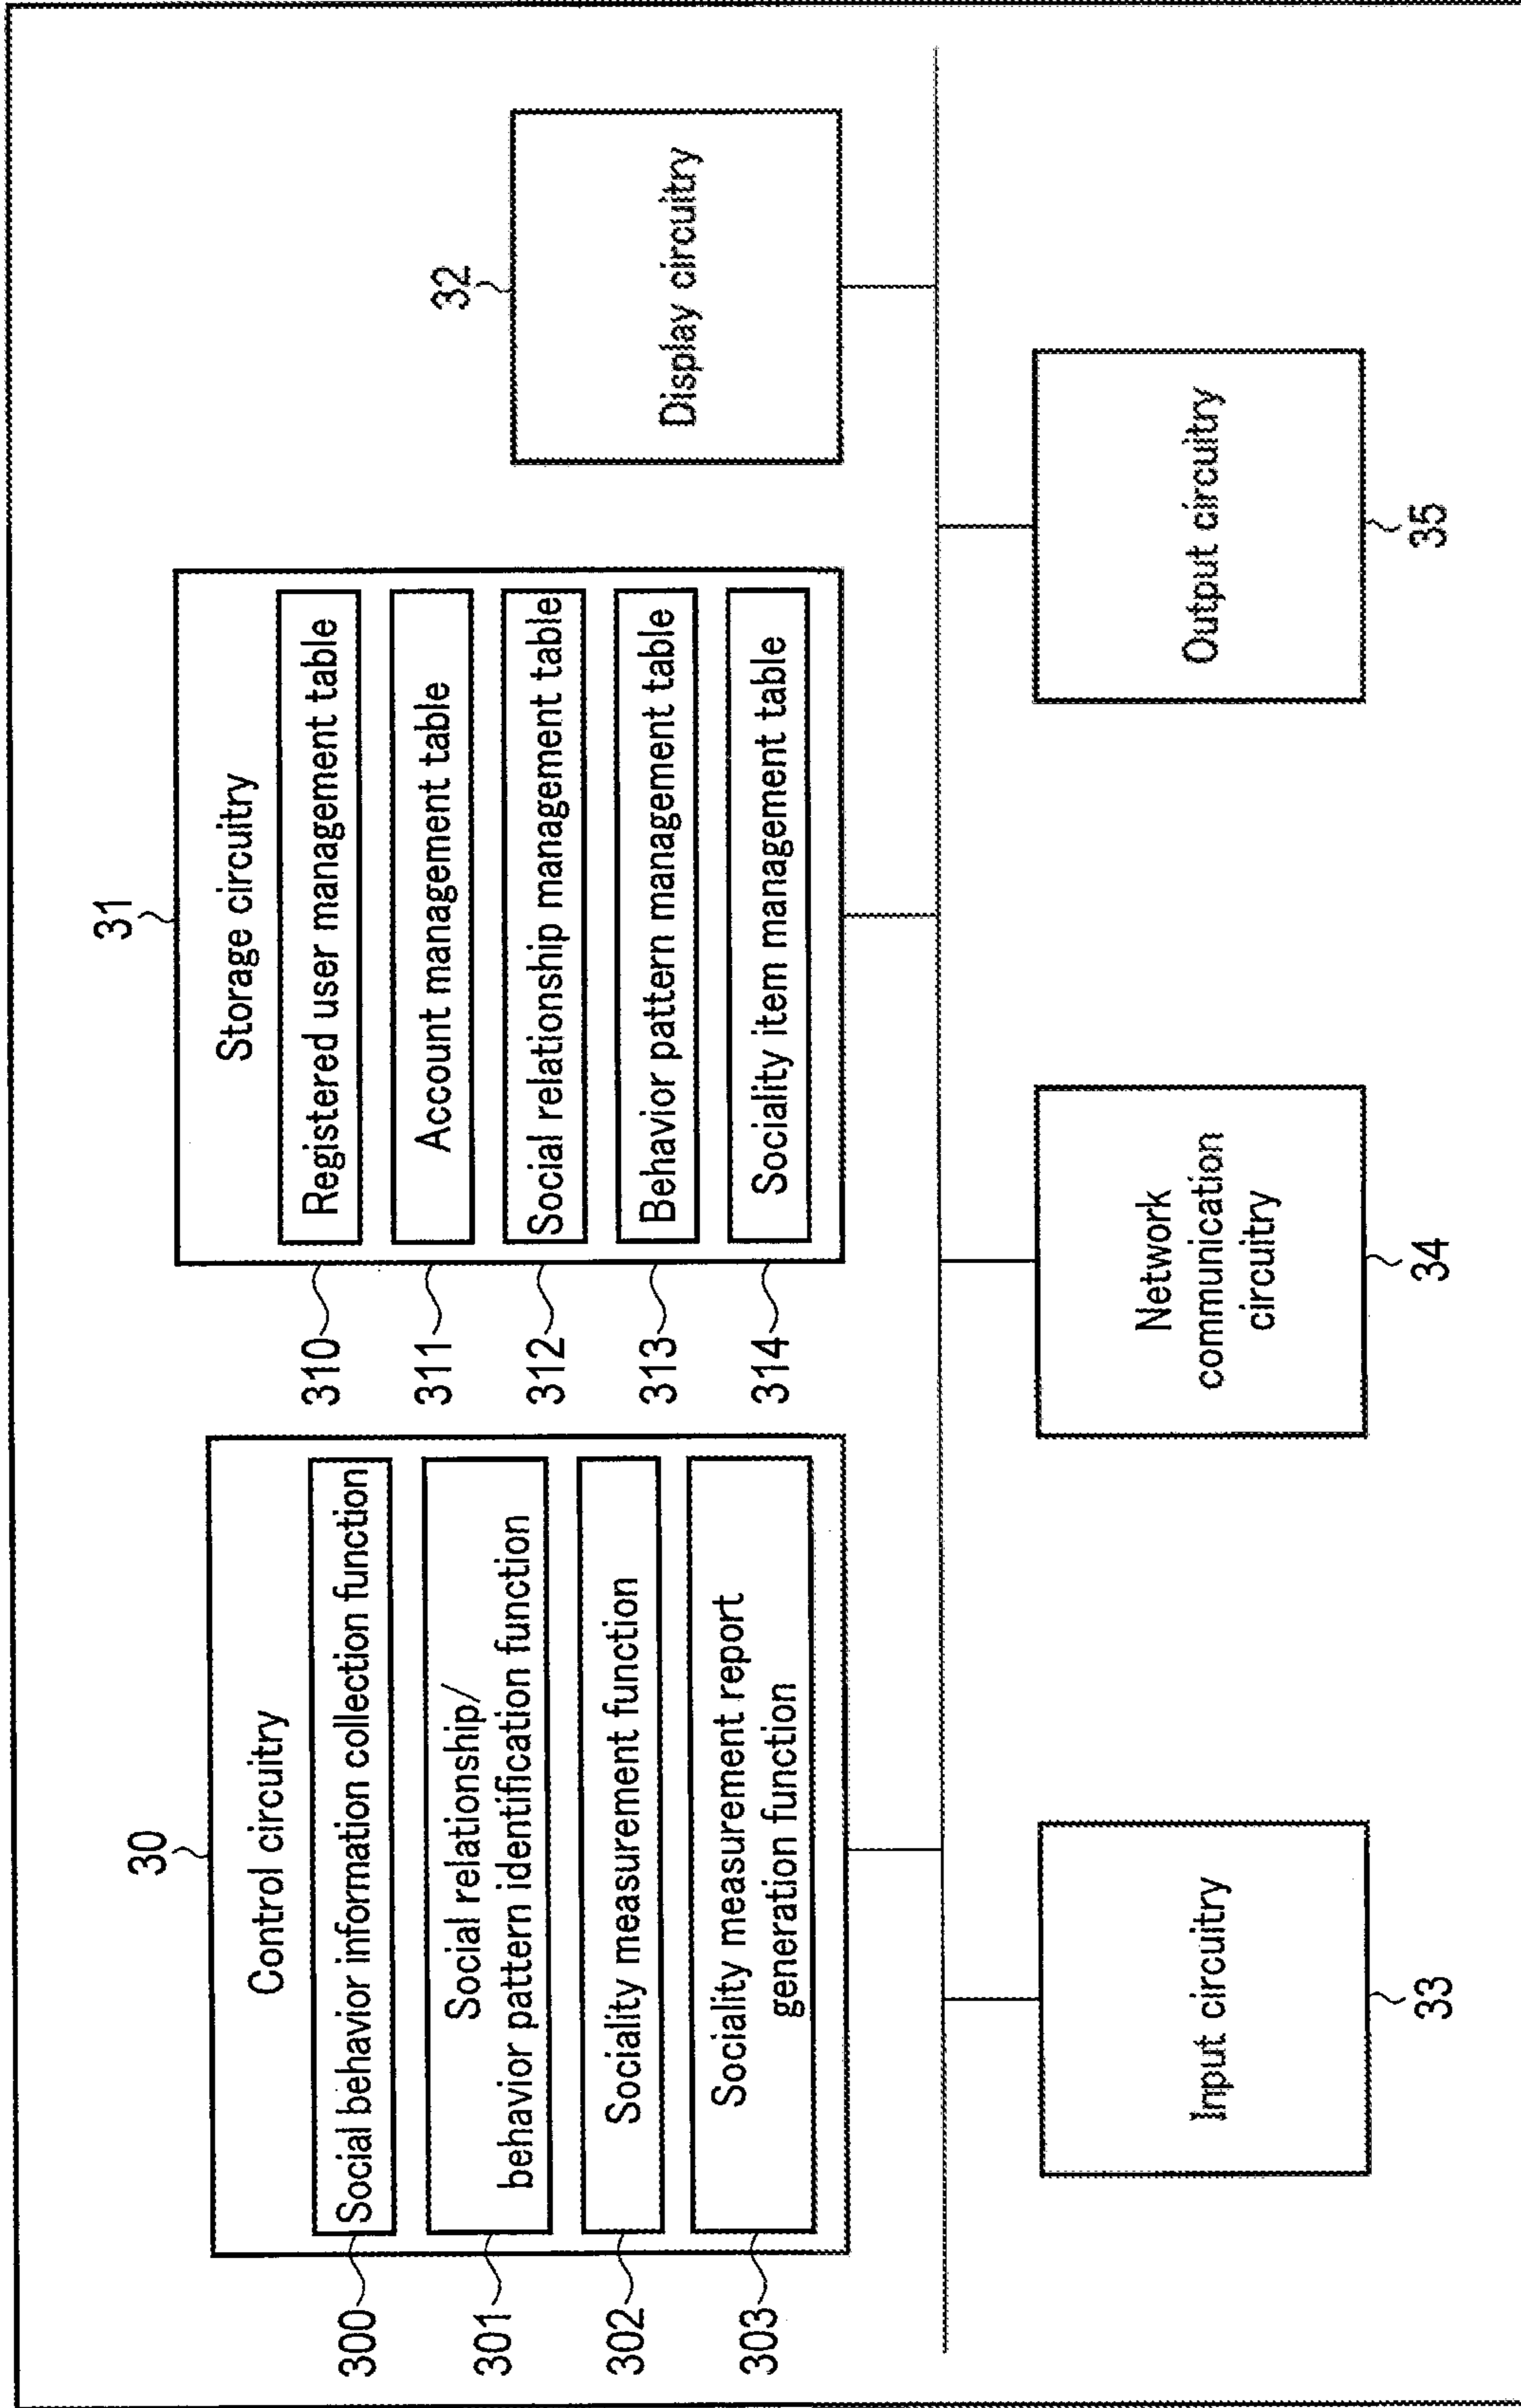 30
Control circuitry
300
Social behavior information collection function
301
Social relationship/
behavior pattern identification function
302
Sociality measurement function
303
Sociality measurement report
generation function
31
Storage circuitry
310
Registered user management table
311
Account management table
312
Social relationship management table
313
Behavior pattern management table
314
Sociality item management table
32
Display circuitry
Input circuitry
33
Network
communication
circuitry
34
Output circuitry
35